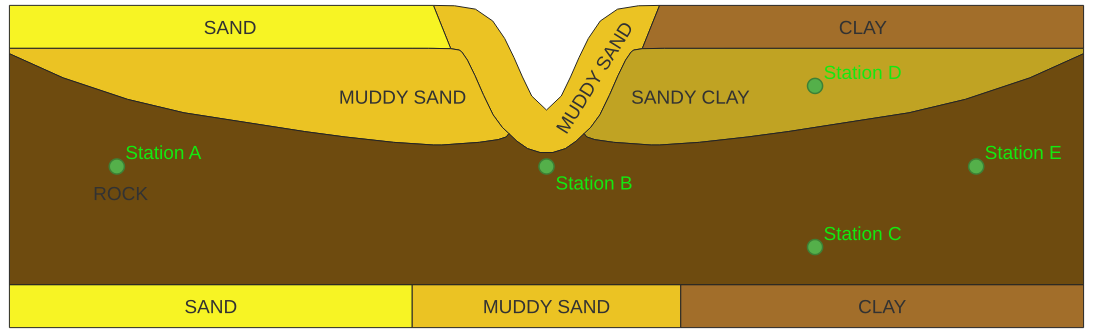 SAND
CLAY
MUDDY SAND
Station D
MUDDY SAND
SANDY CLAY
Station A
Station E
Station B
ROCK
Station C
SAND
MUDDY SAND
CLAY